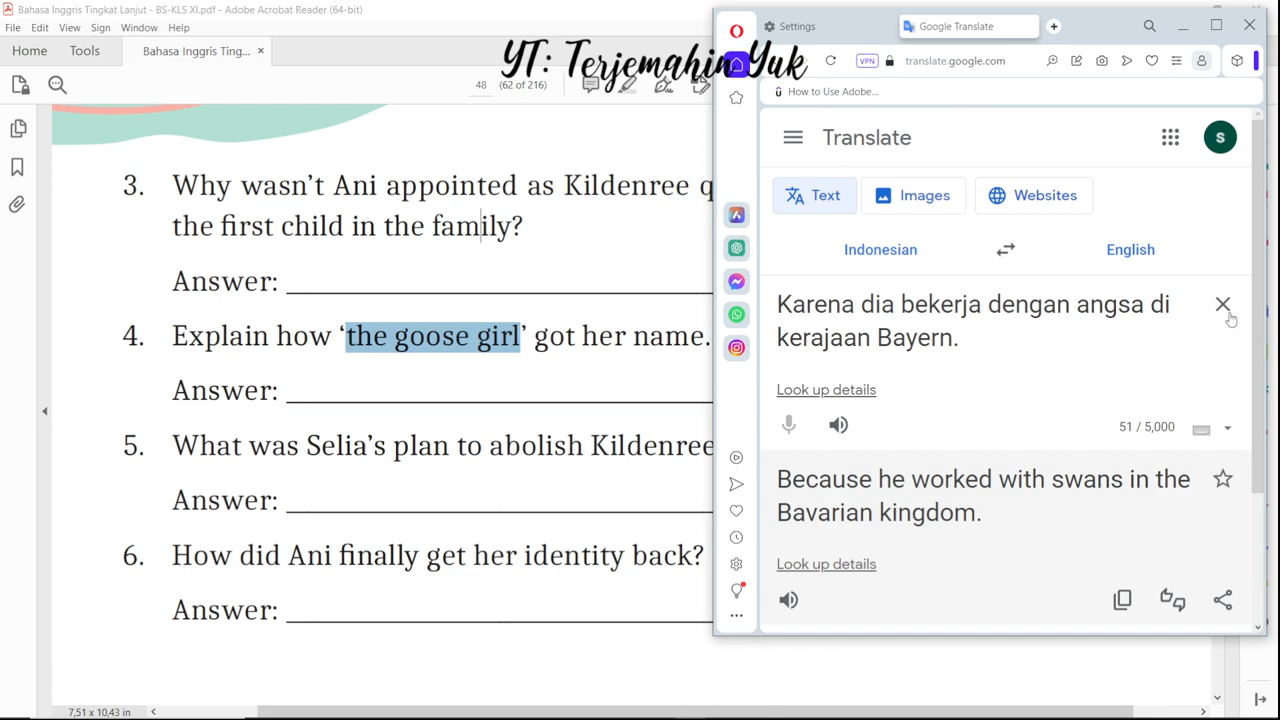 Bahasa Inggris Tingkat Lanjut - BS-KLS XI.pdf - Adobe Acrobat Reader (64-bit)
File Edit View Sign Window Help
Home Tools Bahasa Inggris Ting... ×
48 (62 of 216)
YT: Terjemahin Yuk
3. Why wasn't Ani appointed as Kildenree q
the first child in the family?
Answer:
4. Explain how ‘the goose girl’ got her name.
Answer:
5. What was Selia’s plan to abolish Kildenree
Answer:
6. How did Ani finally get her identity back?
Answer:
7,51 x 10,43 in
Settings
Google Translate
VPN translate.google.com
How to Use Adobe...
Translate
S
Text Images Websites
Indonesian English
Karena dia bekerja dengan angsa di
kerajaan Bayern.
Look up details
51 / 5,000
Because he worked with swans in the
Bavarian kingdom.
Look up details